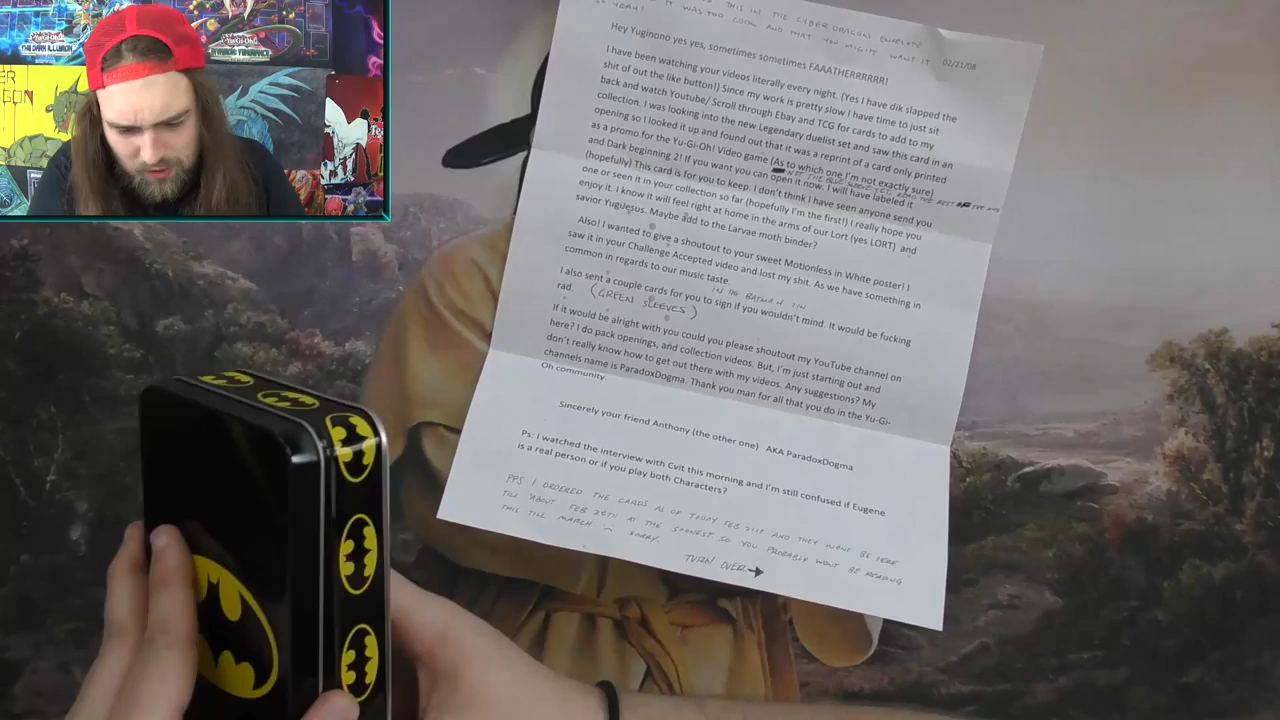 THIS IN THE CYBER DRAGON
IT WAS TOO COOL AND THAT YOU MIGHT WANT IT
YEAH!
02/21/08
Hey Yuginono yes yes, sometimes sometimes FAAATHERRRRRR!
I have been watching your videos literally every night. (Yes I have dik slapped the
shit of out the like button!) Since my work is pretty slow I have time to just sit
back and watch Youtube/ Scroll through Ebay and TCG for cards to add to my
collection. I was looking into the new Legendary duelist set and saw this card in an
opening so I looked it up and found out that it was a reprint of a card only printed
as a promo for the Yu-Gi-Oh! Video game (As to which one I'm not exactly sure)
and Dark beginning 2! If you want you can open it now. I will have labeled it
NOT THE BLUE SLEEVE YET, READ THE REST
(hopefully) This card is for you to keep. I don't think I have seen anyone send you
one or seen it in your collection so far (hopefully I'm the first!) I really hope you
enjoy it. I know it will feel right at home in the arms of our Lort (yes LORT) and
savior YuguJesus. Maybe add to the Larvae moth binder?
Also! I wanted to give a shoutout to your sweet Motionless in White poster! I
saw it in your Challenge Accepted video and lost my shit. As we have something in
common in regards to our music taste.
IN THE BATMAN TIN
I also sent a couple cards for you to sign if you wouldn't mind. It would be fucking
rad. (GREEN SLEEVES)
If it would be alright with you could you please shoutout my YouTube channel on
here? I do pack openings, and collection videos. But, I'm just starting out and
don't really know how to get out there with my videos. Any suggestions? My
channels name is ParadoxDogma. Thank you man for all that you do in the Yu-Gi-
Oh community.
Sincerely your friend Anthony (the other one) AKA ParadoxDogma
Ps: I watched the interview with Cvit this morning and I'm still confused if Eugene
is a real person or if you play both Characters?
PPS I ORDERED THE CARDS AS OF TODAY FEB 21ST AND THEY WONT BE HERE
TILL ABOUT FEB 28TH AT THE SOONEST SO YOU PROBABLY WONT BE READING
THIS TILL MARCH :( SORRY.
TURN OVER →